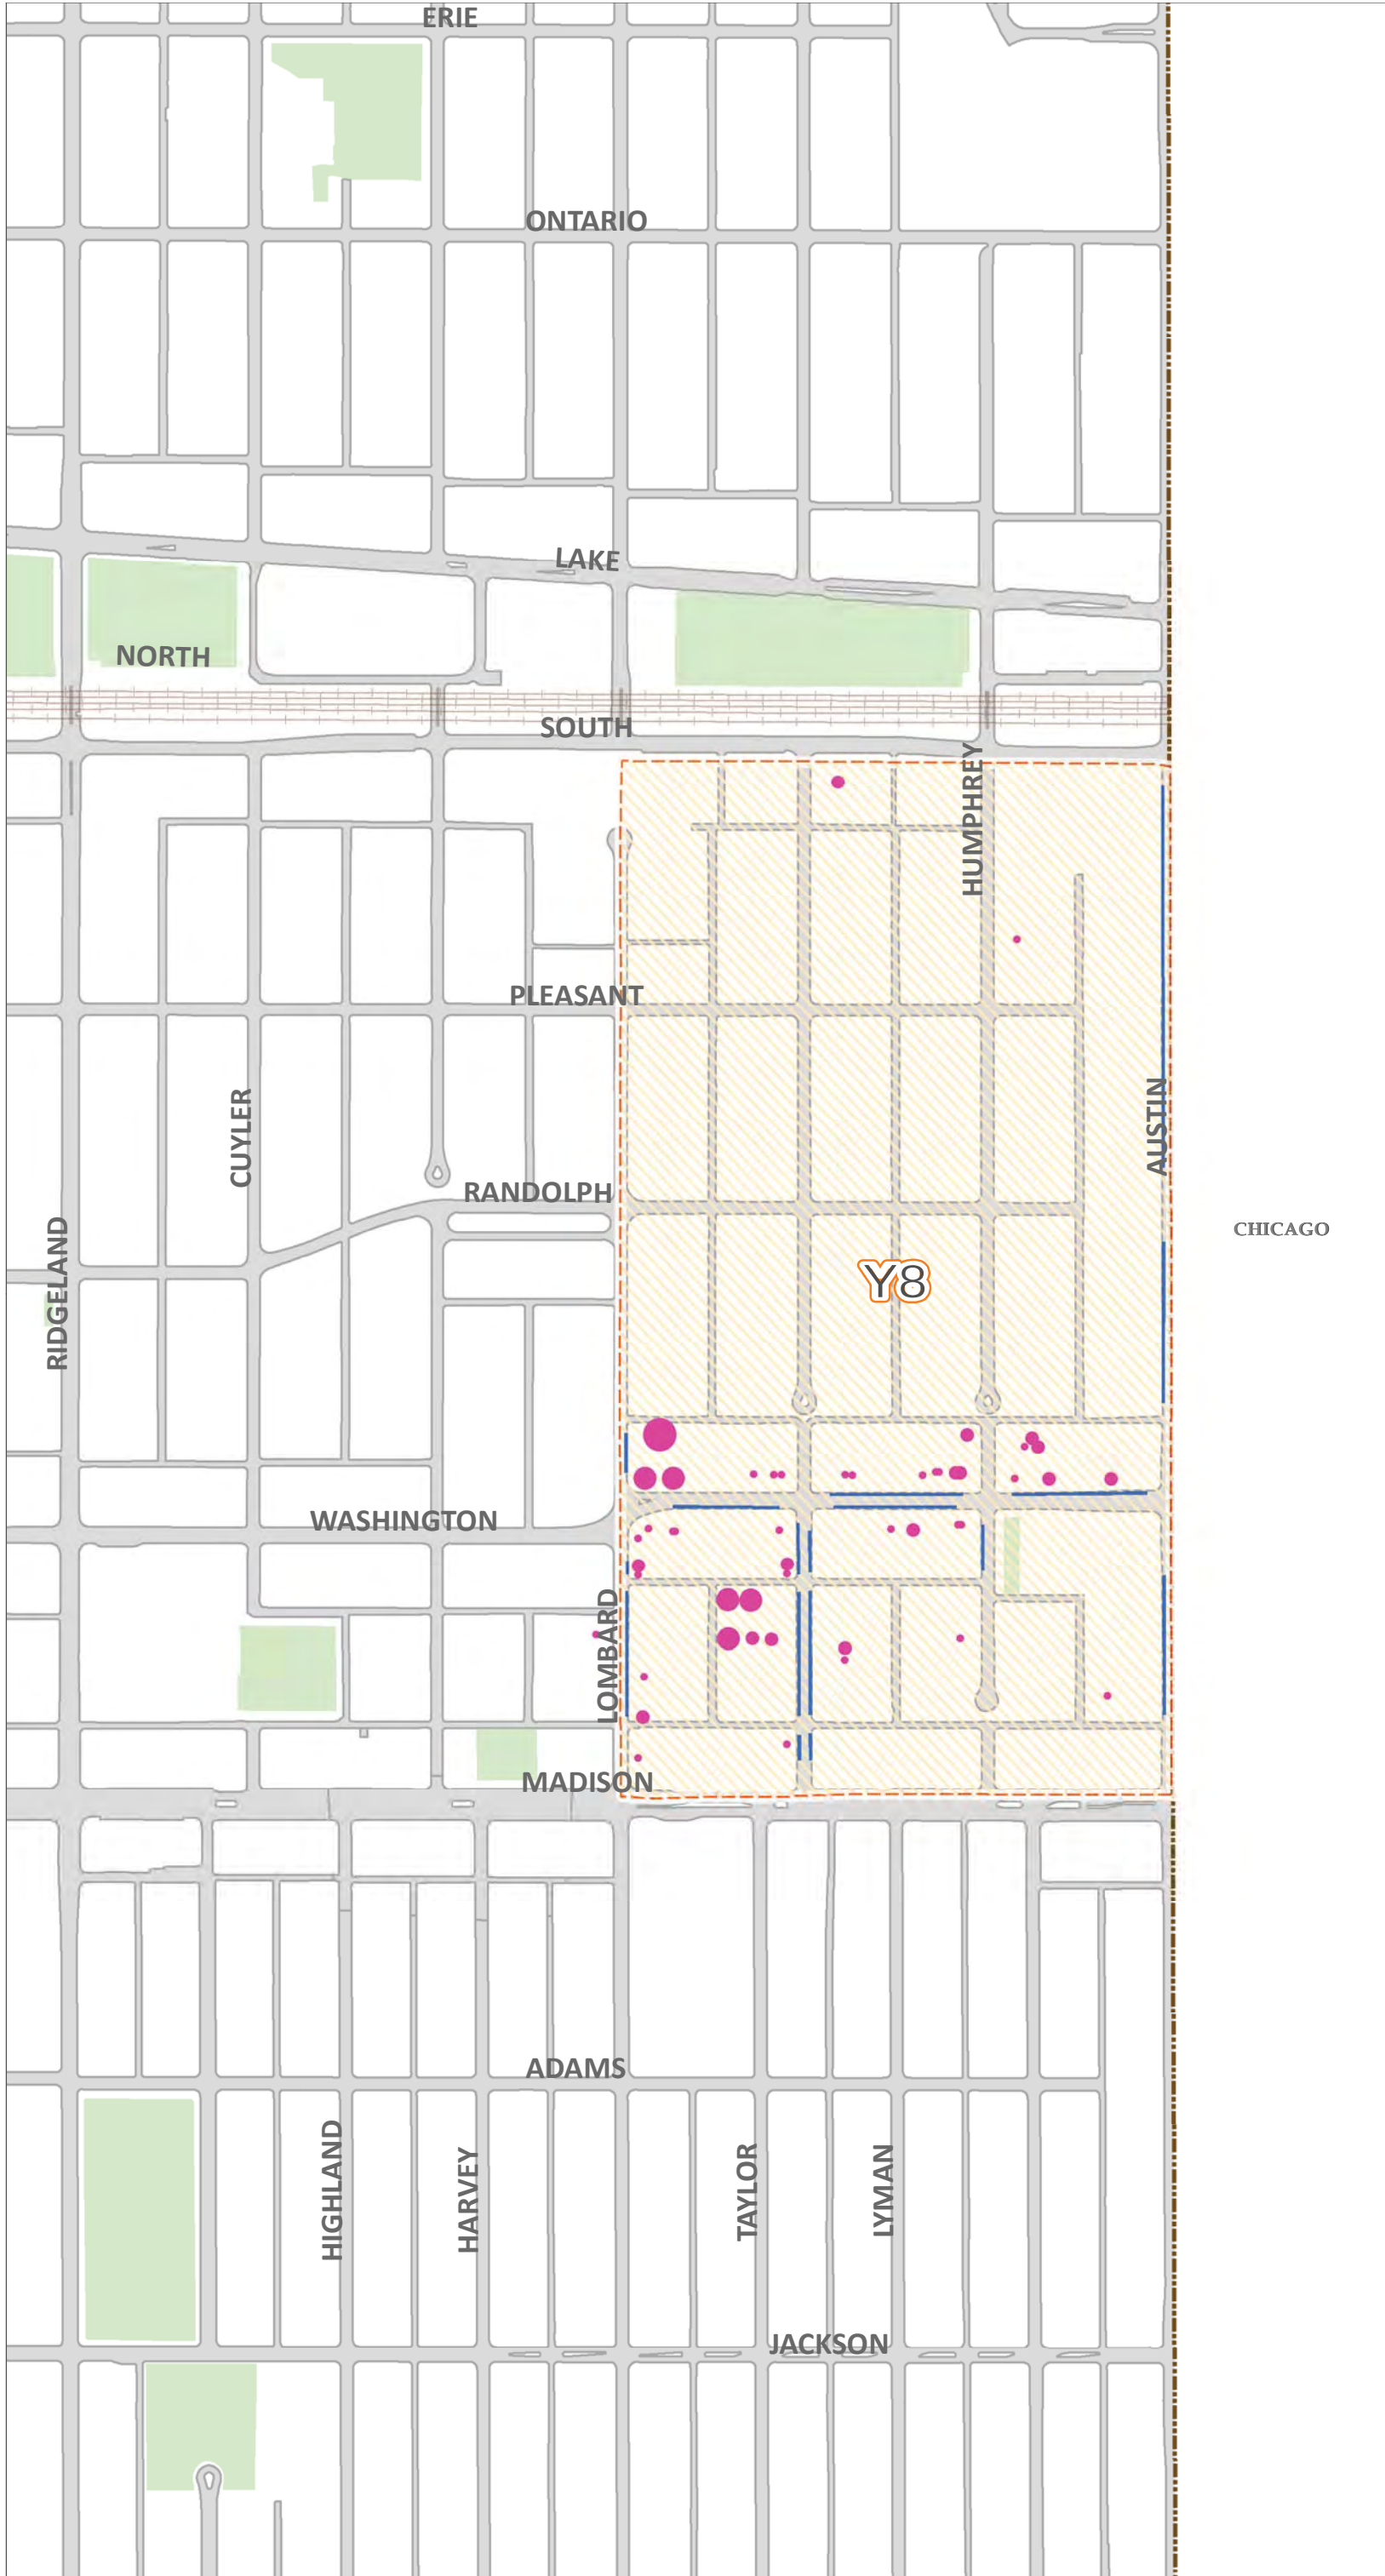 ERIE
ONTARIO
LAKE
NORTH
SOUTH
HUMPHREY
PLEASANT
CUYLER
AUSTIN
RANDOLPH
CHICAGO
RIDGELAND
Y8
WASHINGTON
LOMBARD
MADISON
ADAMS
HIGHLAND
HARVEY
TAYLOR
LYMAN
JACKSON